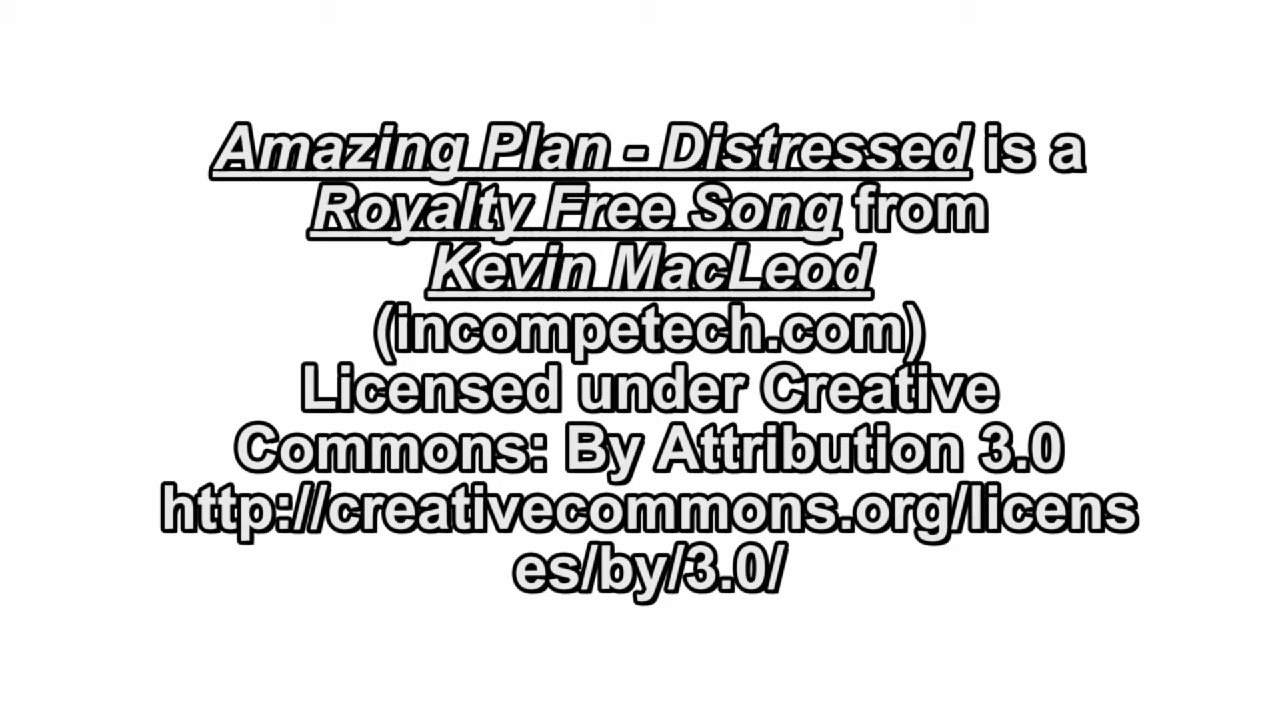 Amazing Plan - Distressed is a
Royalty Free Song from
Kevin MacLeod
(incompetech.com)
Licensed under Creative
Commons: By Attribution 3.0
http://creativecommons.org/licens
es/by/3.0/